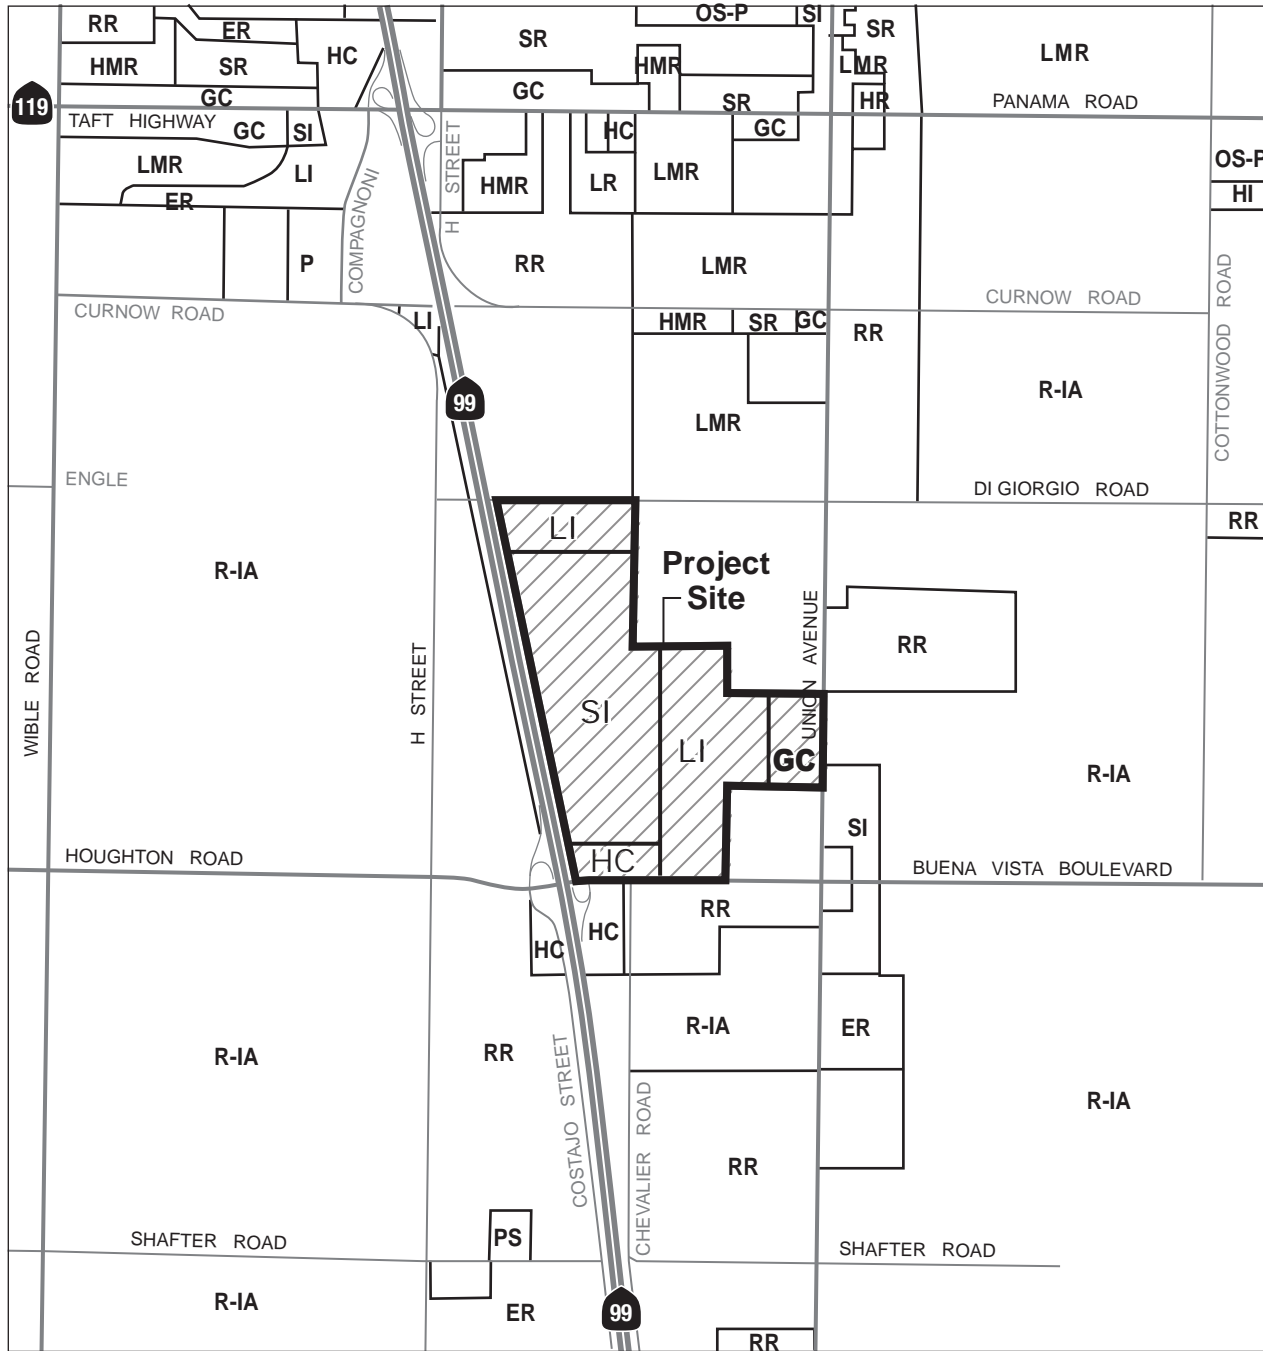 OS-P
SI
RR
ER
SR
SR
HC
LMR
HMR
SR
HMR
LMR
GC
GC
SR
HR
119
PANAMA ROAD
TAFT HIGHWAY
GC
SI
HC
GC
LMR
LI
H STREET
HMR
LR
LMR
OS-P
HI
ER
COMPAGNONI
P
RR
LMR
COTTONWOOD ROAD
CURNOW ROAD
CURNOW ROAD
LI
HMR
SR
GC
RR
99
R-IA
LMR
ENGLE
DI GIORGIO ROAD
RR
LI
R-IA
Project
Site
UNION AVENUE
RR
WIBLE ROAD
H STREET
SI
LI
GC
R-IA
SI
HOUGHTON ROAD
HC
BUENA VISTA BOULEVARD
RR
HC
HC
R-IA
ER
R-IA
RR
COSTAJO STREET
CHEVALIER ROAD
R-IA
RR
PS
SHAFTER ROAD
SHAFTER ROAD
R-IA
ER
99
RR